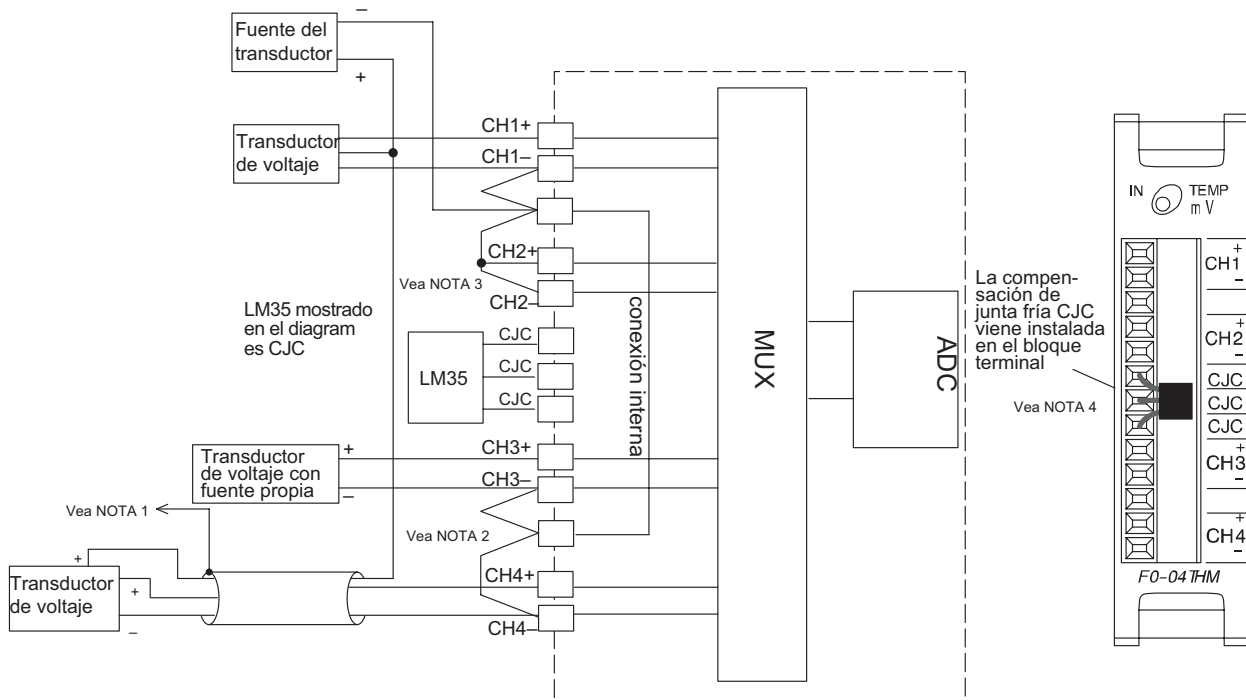 Fuente del
transductor
–
+
Transductor
de voltaje
CH1+
CH1–
CH2+
Vea NOTA 3
CH2–
LM35 mostrado
en el diagram
es CJC
LM35
CJC
CJC
CJC
conexión interna
MUX
ADC
Transductor
de voltaje con
fuente propia
+
–
CH3+
CH3–
Vea NOTA 1
Vea NOTA 2
Transductor
de voltaje
+
+
–
CH4+
CH4–
La compen-
sación de
junta fría CJC
viene instalada
en el bloque
terminal
Vea NOTA 4
IN
TEMP
m V
+
CH1
-
+
CH2
-
CJC
CJC
CJC
+
CH3
-
+
CH4
-
F0-04THM